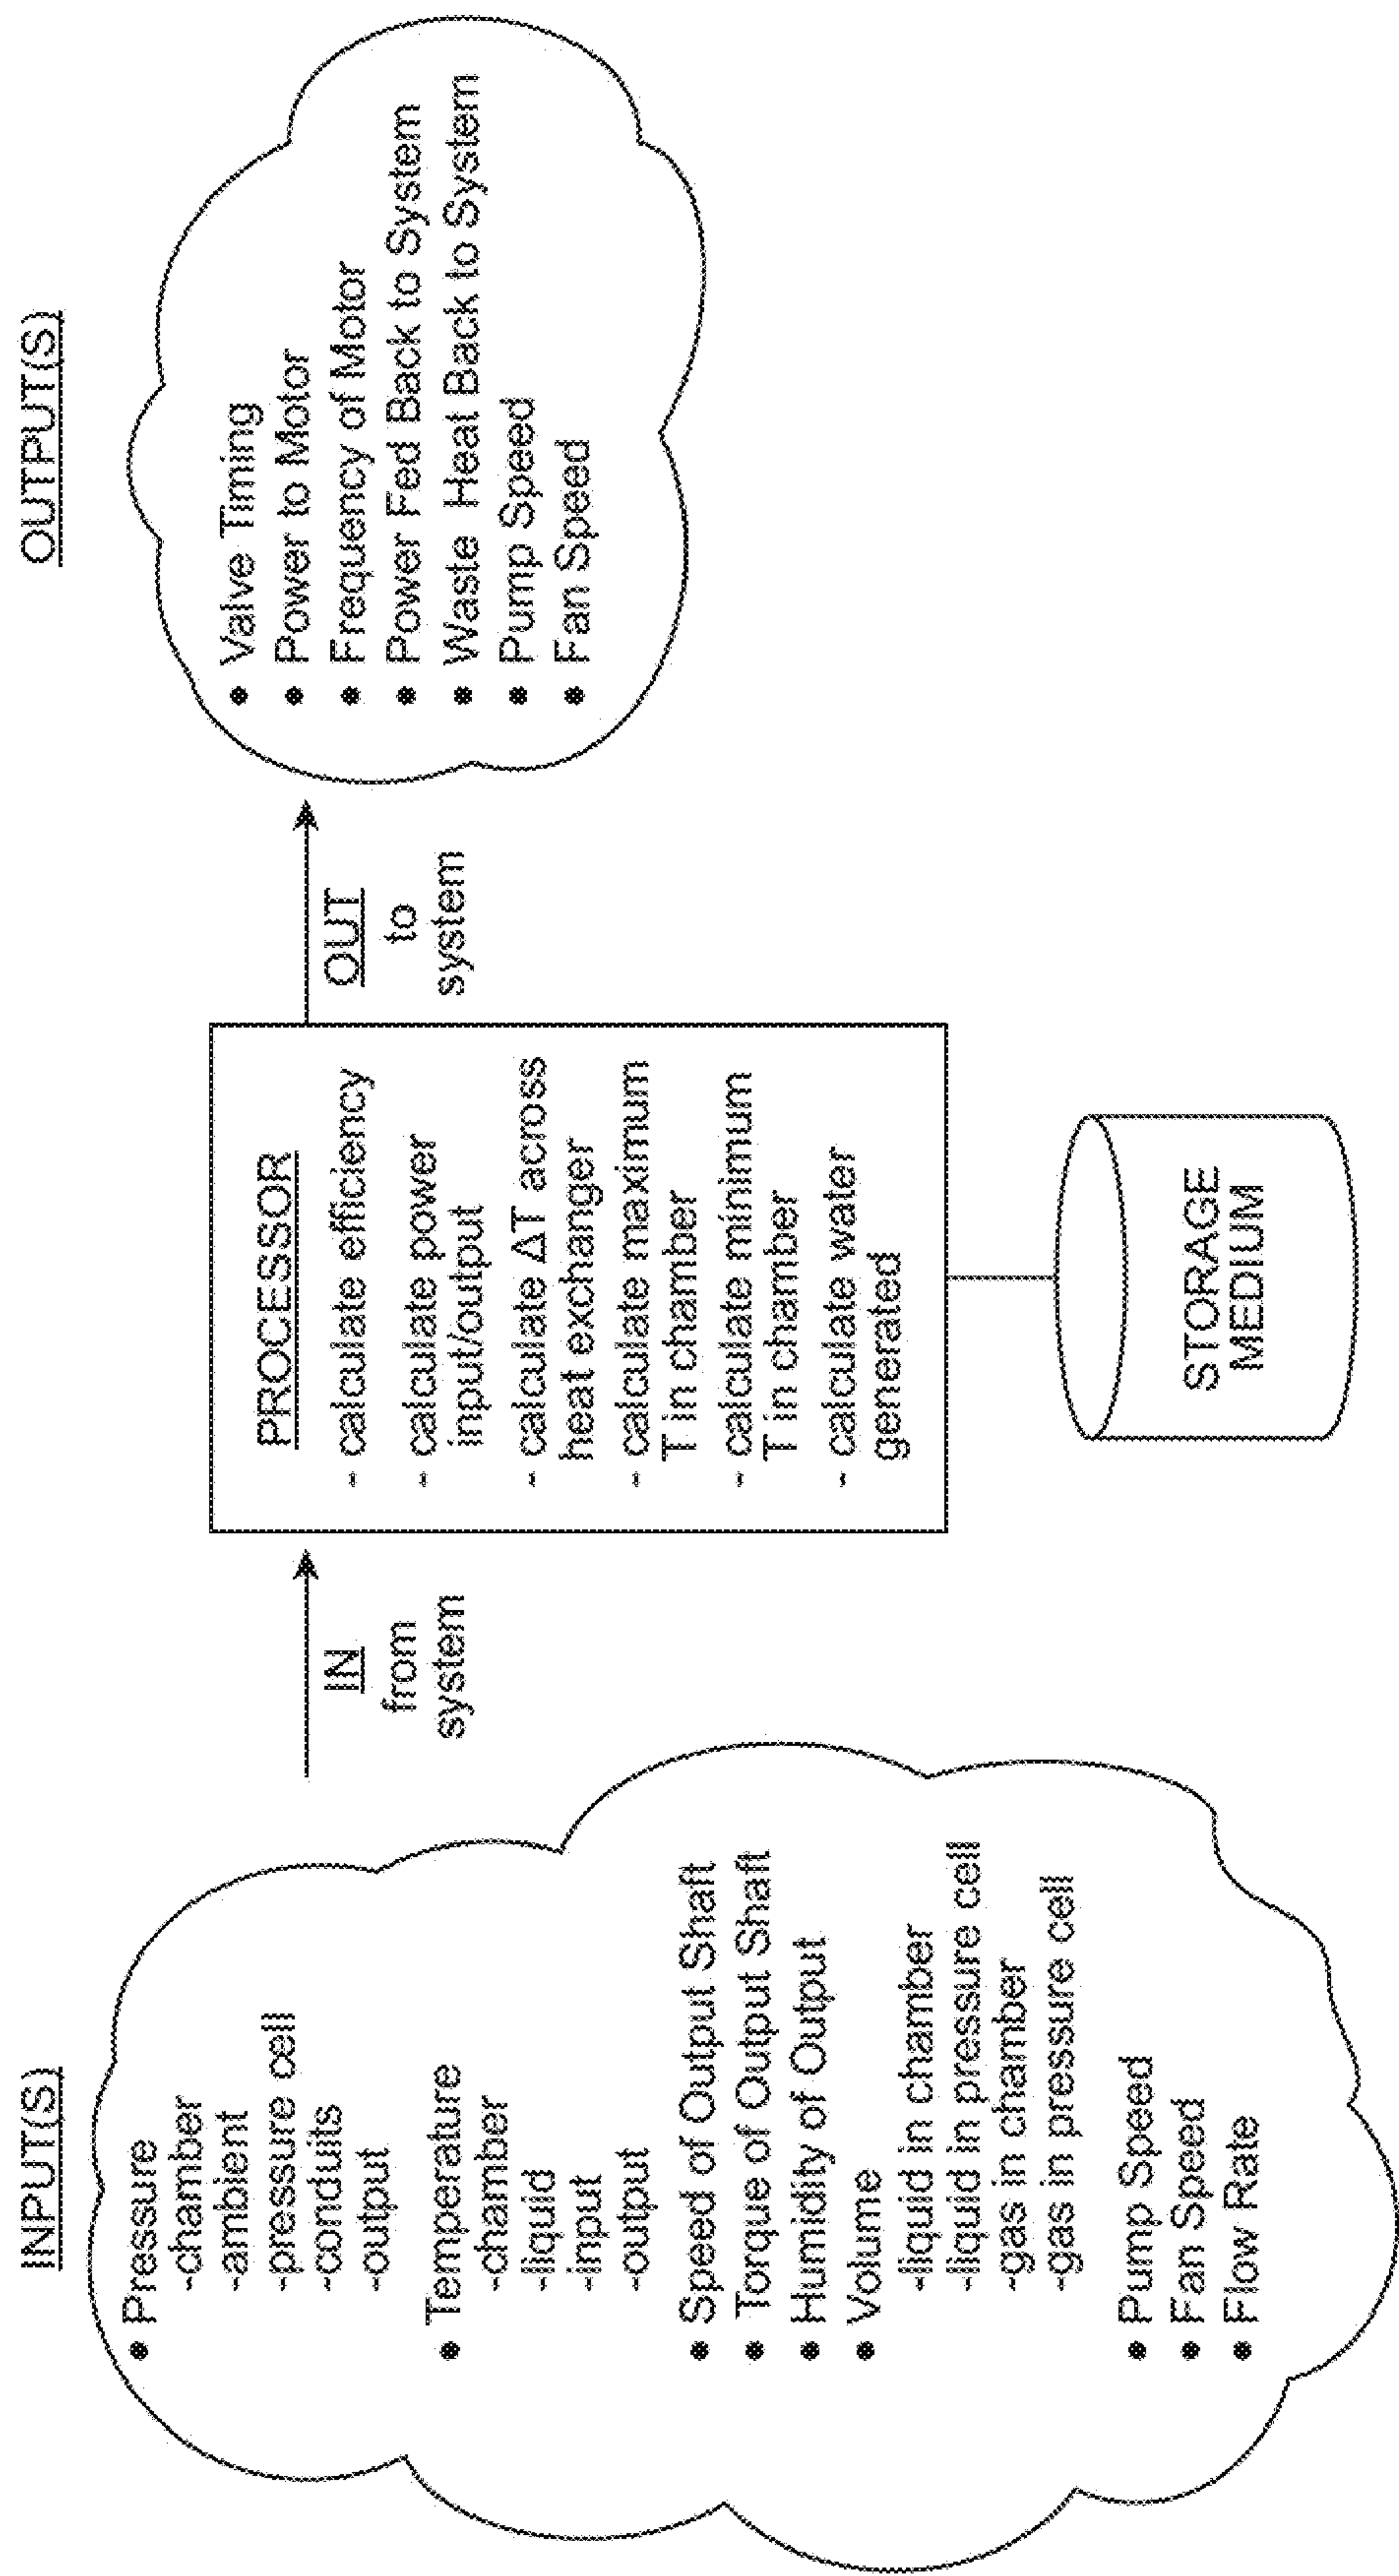 INPUT(S)
● Pressure
-chamber
-ambient
-pressure cell
-conduits
-output
● Temperature
-chamber
-liquid
-input
-output
● Speed of Output Shaft
● Torque of Output Shaft
● Humidity of Output
● Volume
-liquid in chamber
-liquid in pressure cell
-gas in chamber
-gas in pressure cell
● Pump Speed
● Fan Speed
● Flow Rate
IN
from
system
PROCESSOR
- calculate efficiency
- calculate power
input/output
- calculate ΔT across
heat exchanger
- calculate maximum
T in chamber
- calculate minimum
T in chamber
- calculate water
generated
STORAGE
MEDIUM
OUT
to
system
OUTPUT(S)
● Valve Timing
● Power to Motor
● Frequency of Motor
● Power Fed Back to System
● Waste Heat Back to System
● Pump Speed
● Fan Speed